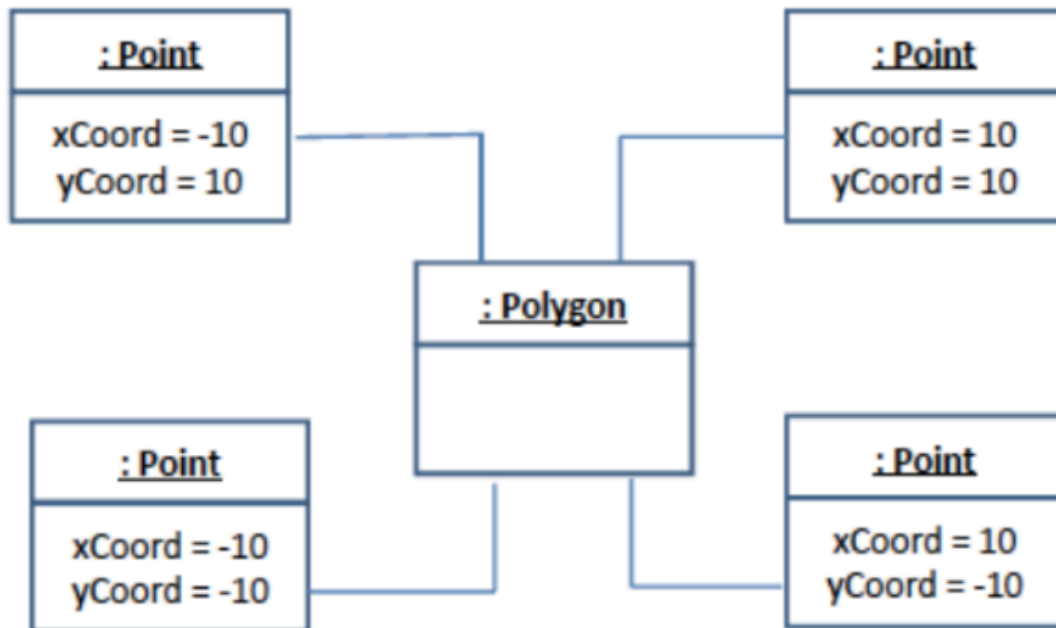 : Point
xCoord = -10
yCoord = 10
: Point
xCoord = 10
yCoord = 10
: Polygon
: Point
xCoord = -10
yCoord = -10
: Point
xCoord = 10
yCoord = -10